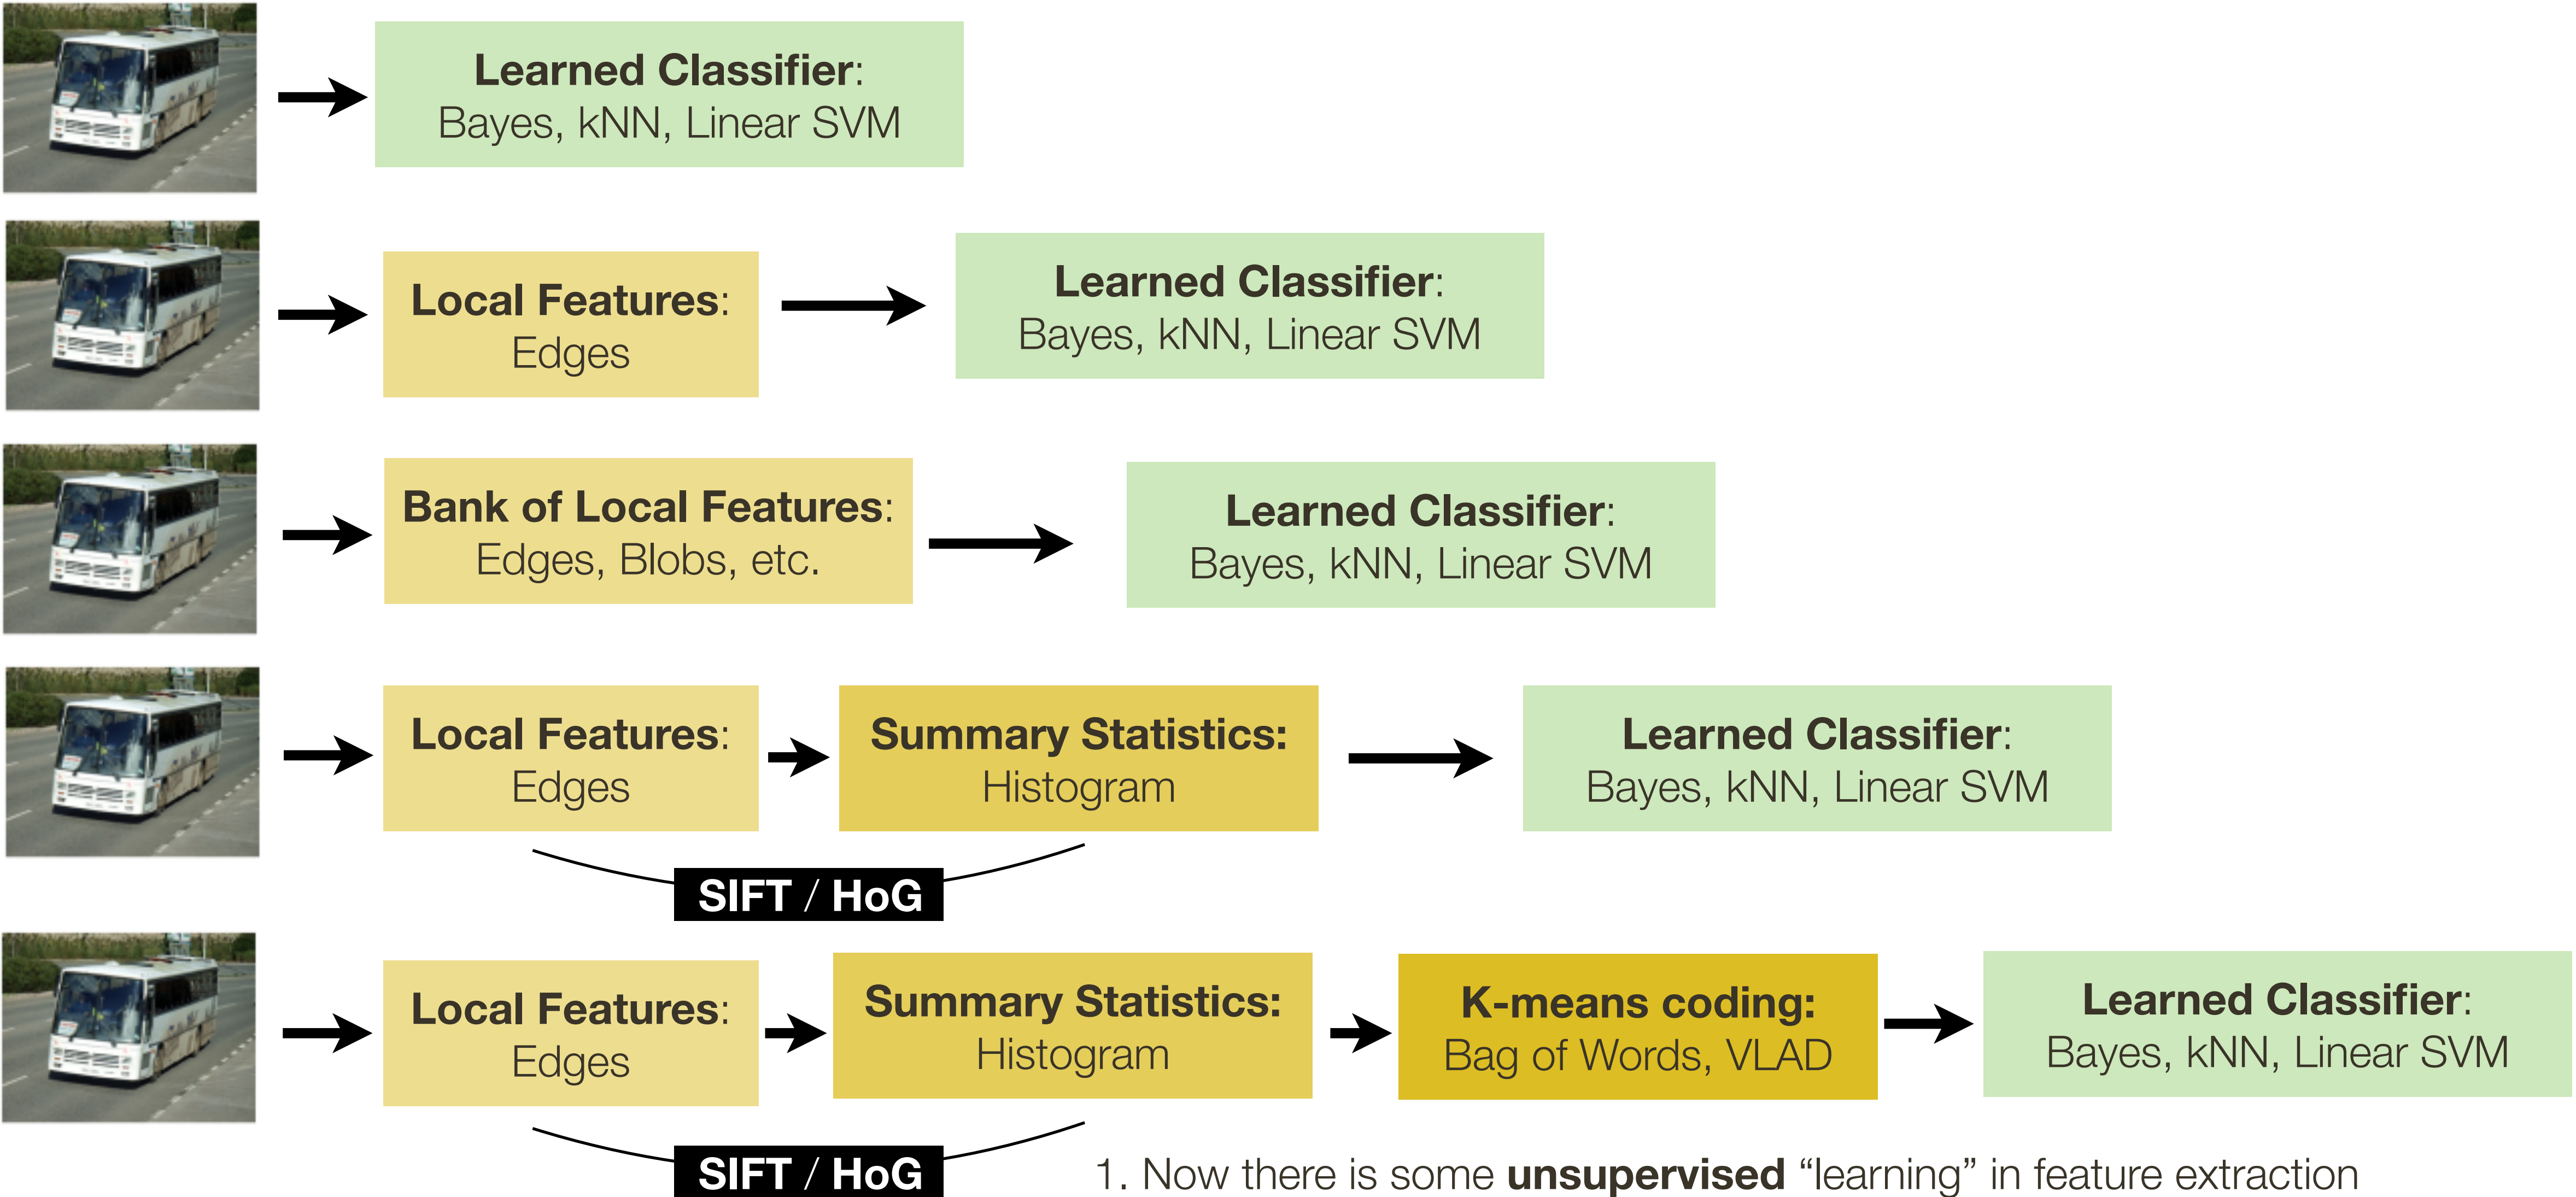 Learned Classifier:
Bayes, kNN, Linear SVM
Local Features:
Edges
Learned Classifier:
Bayes, kNN, Linear SVM
Bank of Local Features:
Edges, Blobs, etc.
Learned Classifier:
Bayes, kNN, Linear SVM
Local Features:
Edges
Summary Statistics:
Histogram
Learned Classifier:
Bayes, kNN, Linear SVM
SIFT / HoG
Local Features:
Edges
Summary Statistics:
Histogram
K-means coding:
Bag of Words, VLAD
Learned Classifier:
Bayes, kNN, Linear SVM
SIFT / HoG
1. Now there is some unsupervised “learning” in feature extraction